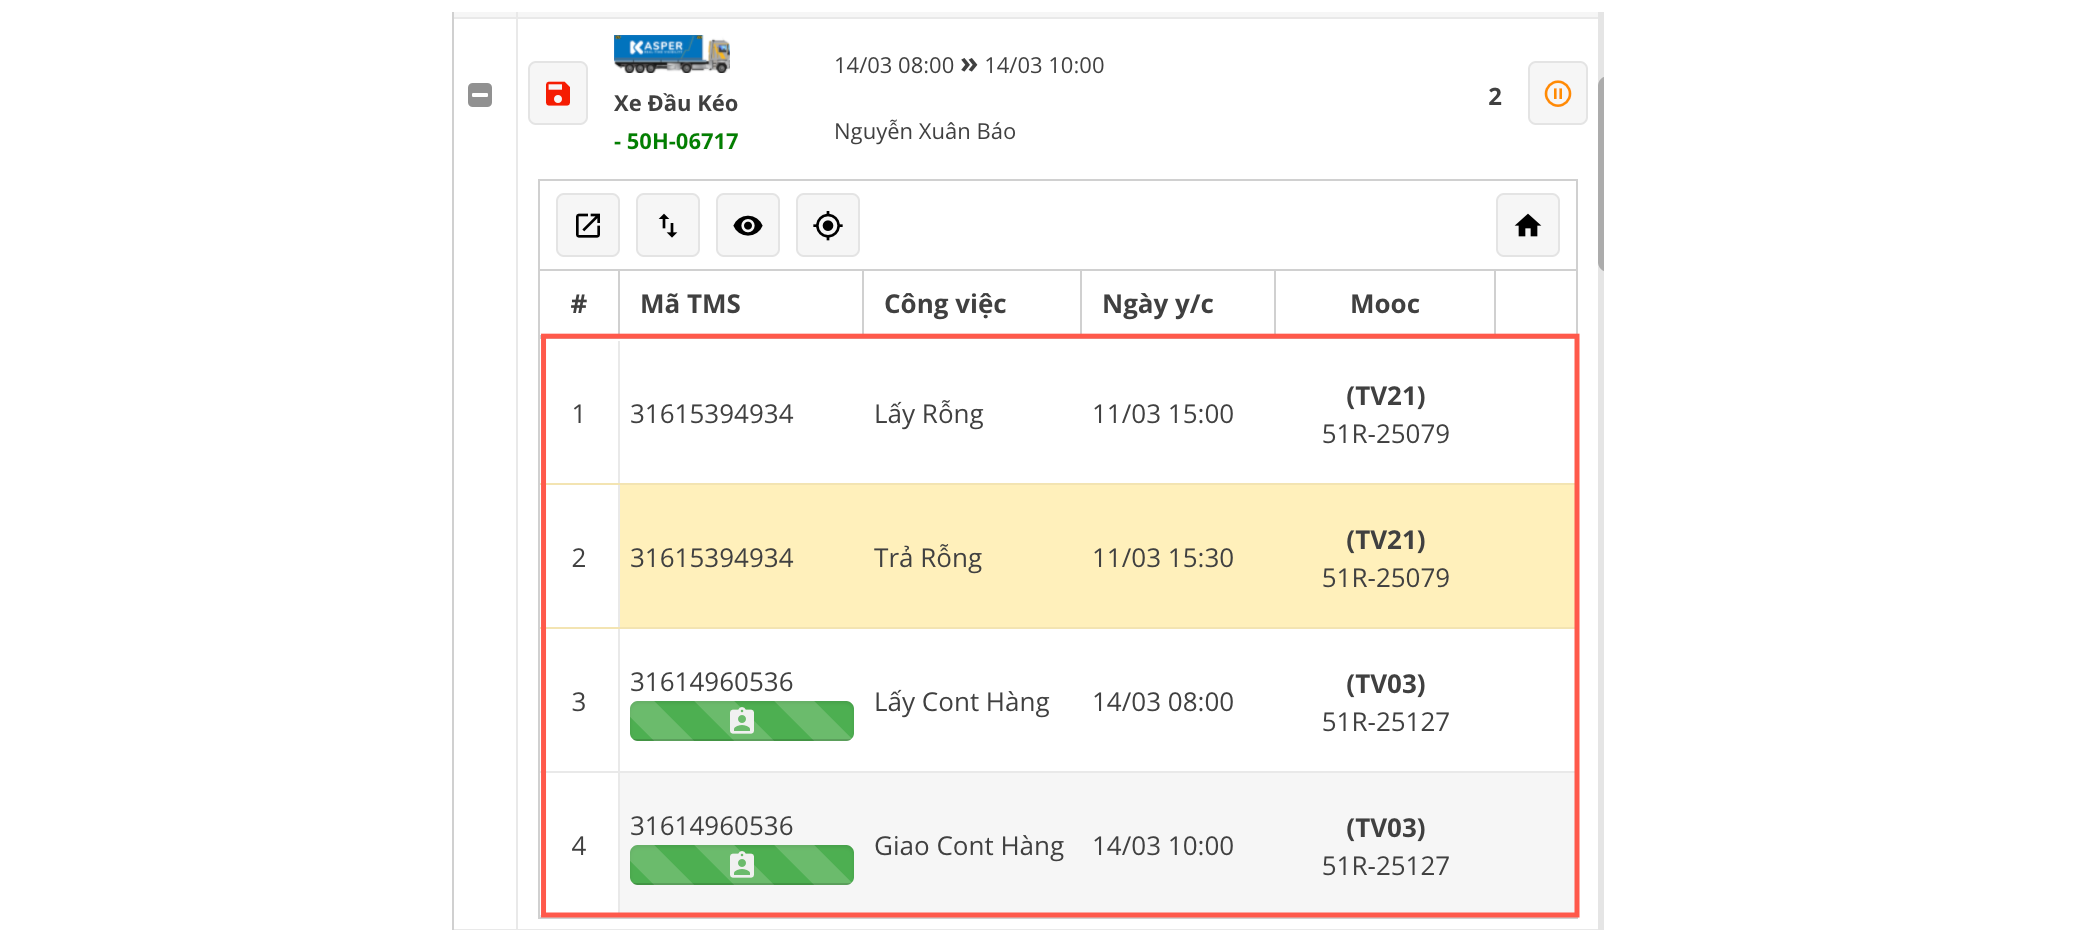 KASPER
14/03 08:00 » 14/03 10:00
Xe Đầu Kéo
2
- 50H-06717
Nguyễn Xuân Báo
# Mã TMS Công việc Ngày y/c Mooc
1 31615394934 Lấy Rỗng 11/03 15:00 (TV21)
51R-25079
2 31615394934 Trả Rỗng 11/03 15:30 (TV21)
51R-25079
3 31614960536 Lấy Cont Hàng 14/03 08:00 (TV03)
51R-25127
4 31614960536 Giao Cont Hàng 14/03 10:00 (TV03)
51R-25127